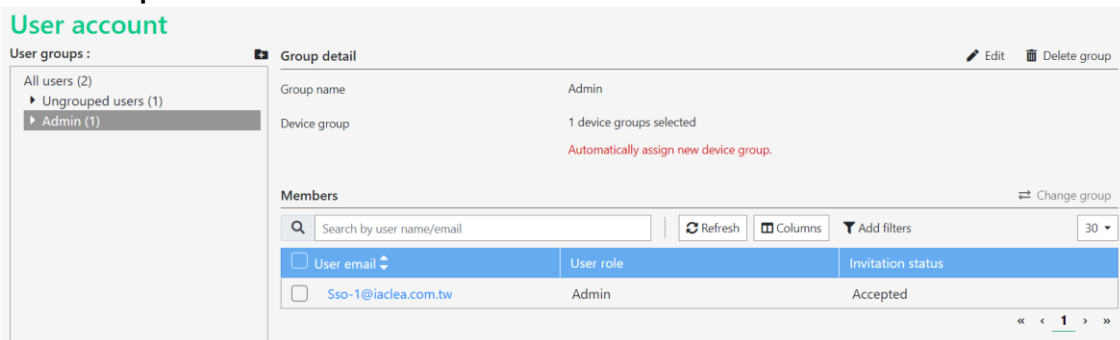 User account
User groups :
All users (2)
Ungrouped users (1)
Admin (1)
Group detail
Edit Delete group
Group name Admin
Device group 1 device groups selected
Automatically assign new device group.
Members Change group
Search by user name/email Refresh Columns Add filters 30
User email User role Invitation status
Sso-1@iaclea.com.tw Admin Accepted
« ‹ 1 › »